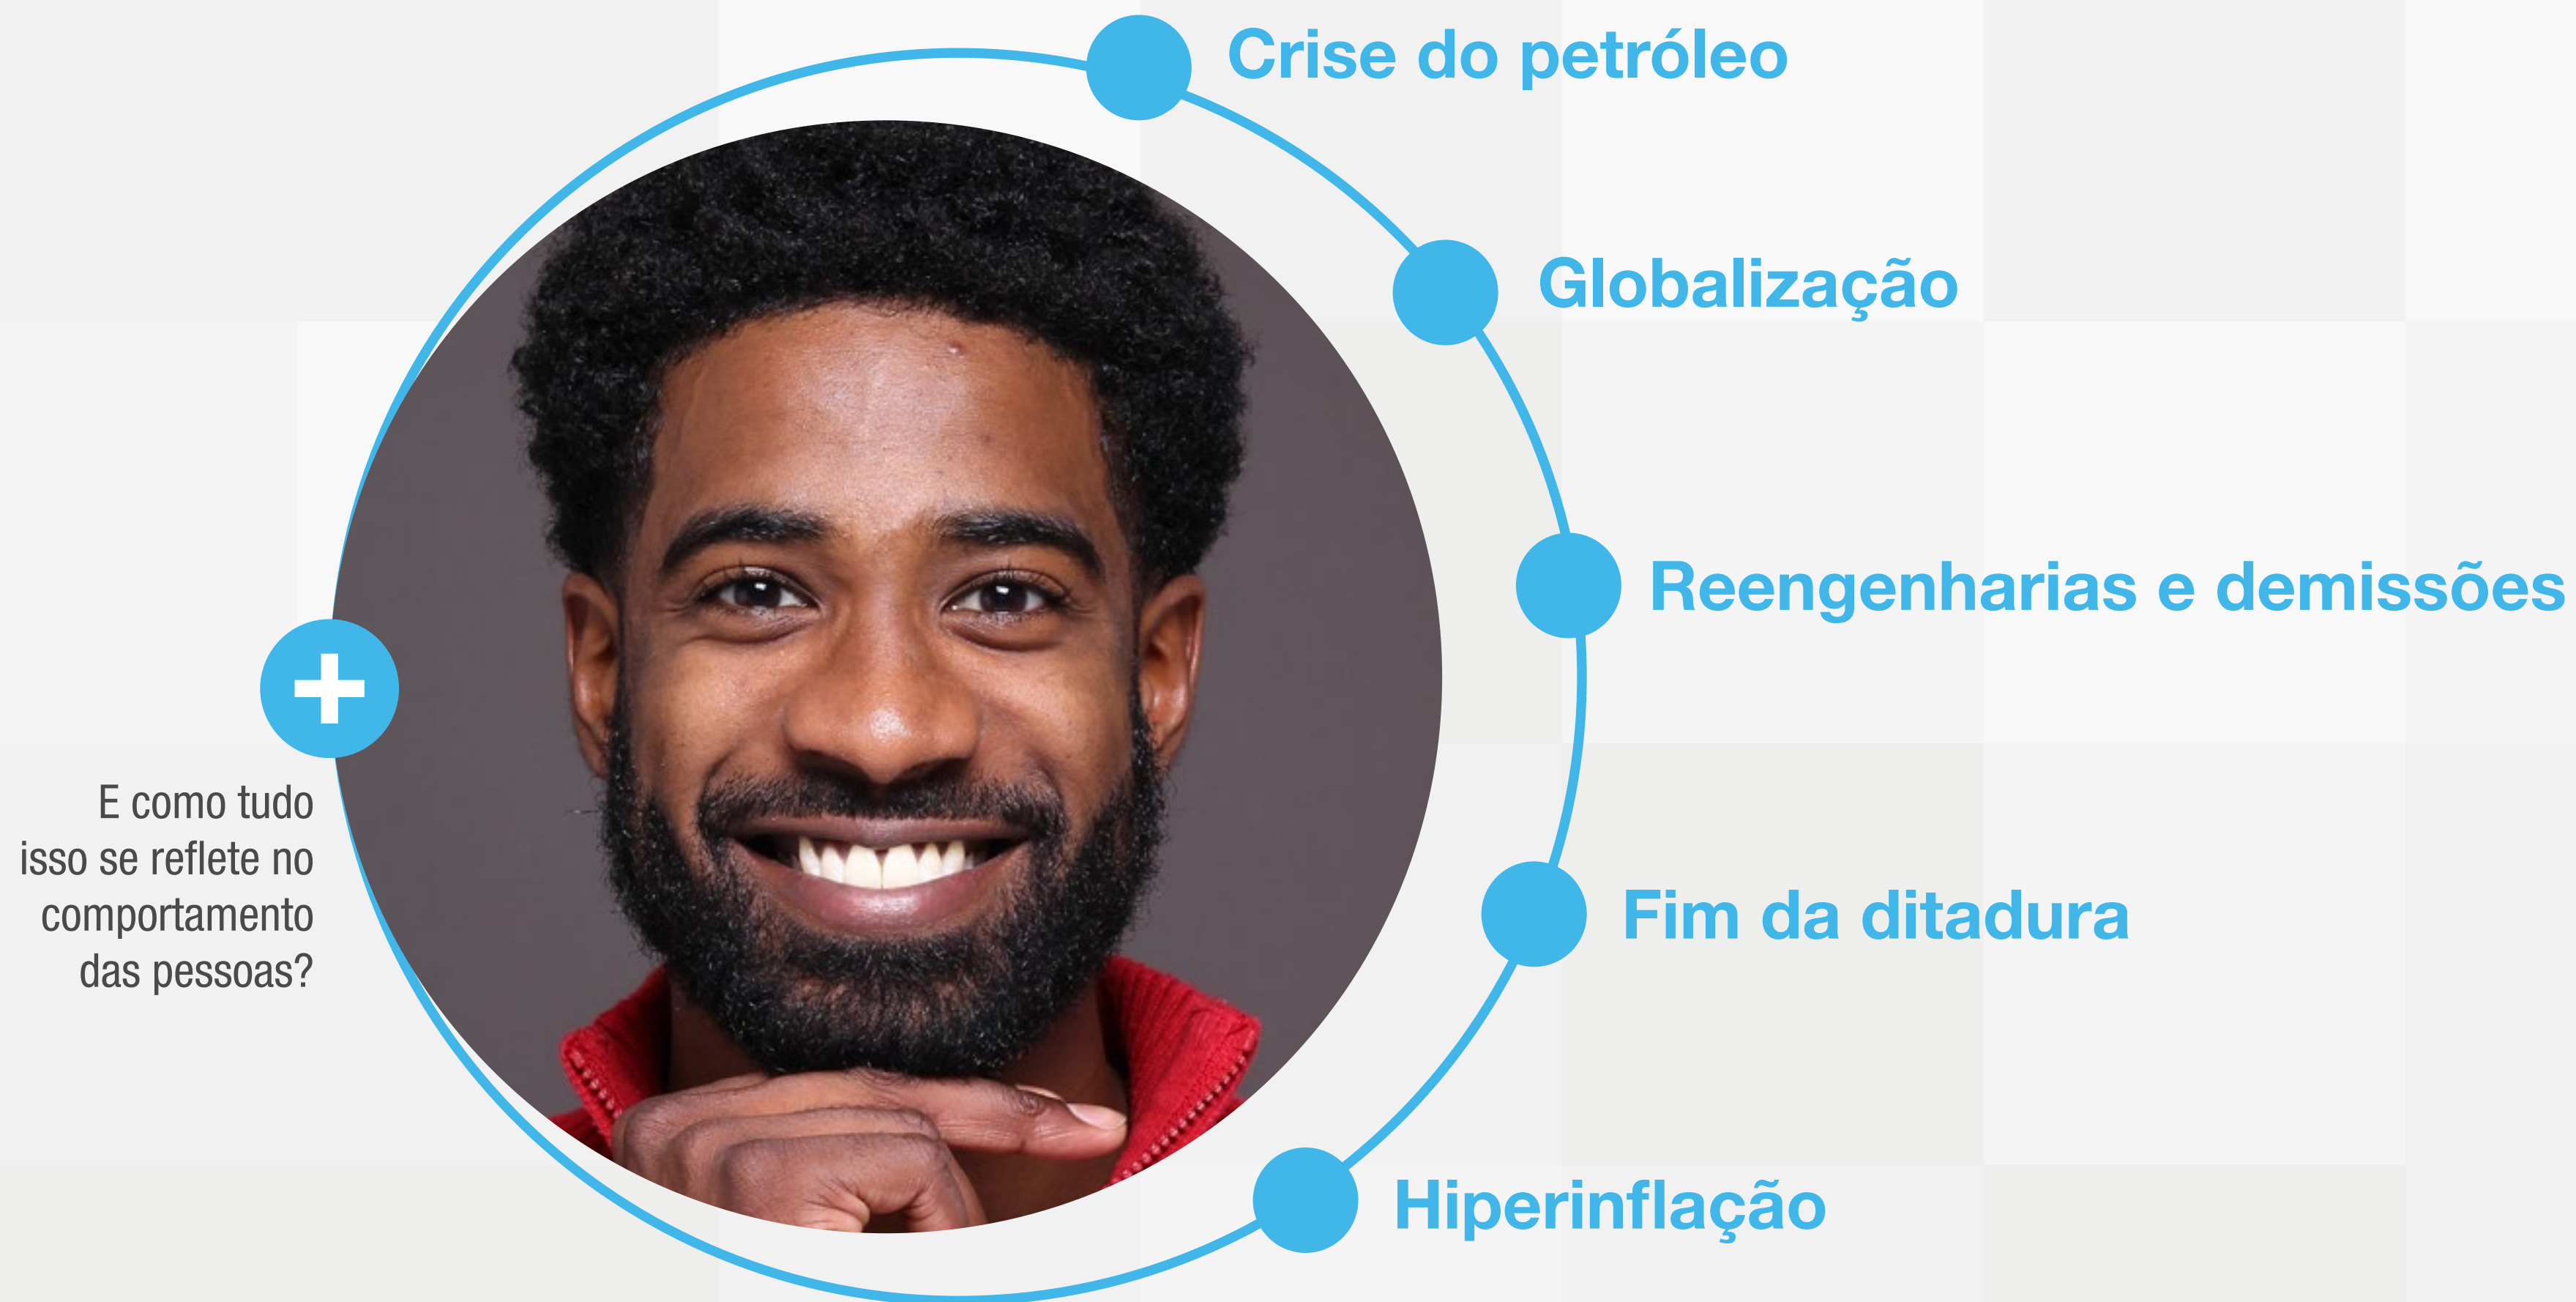 Crise do petróleo
Globalização
Reengenharias e demissões
E como tudo
isso se reflete no
comportamento
das pessoas?
Fim da ditadura
Hiperinflação